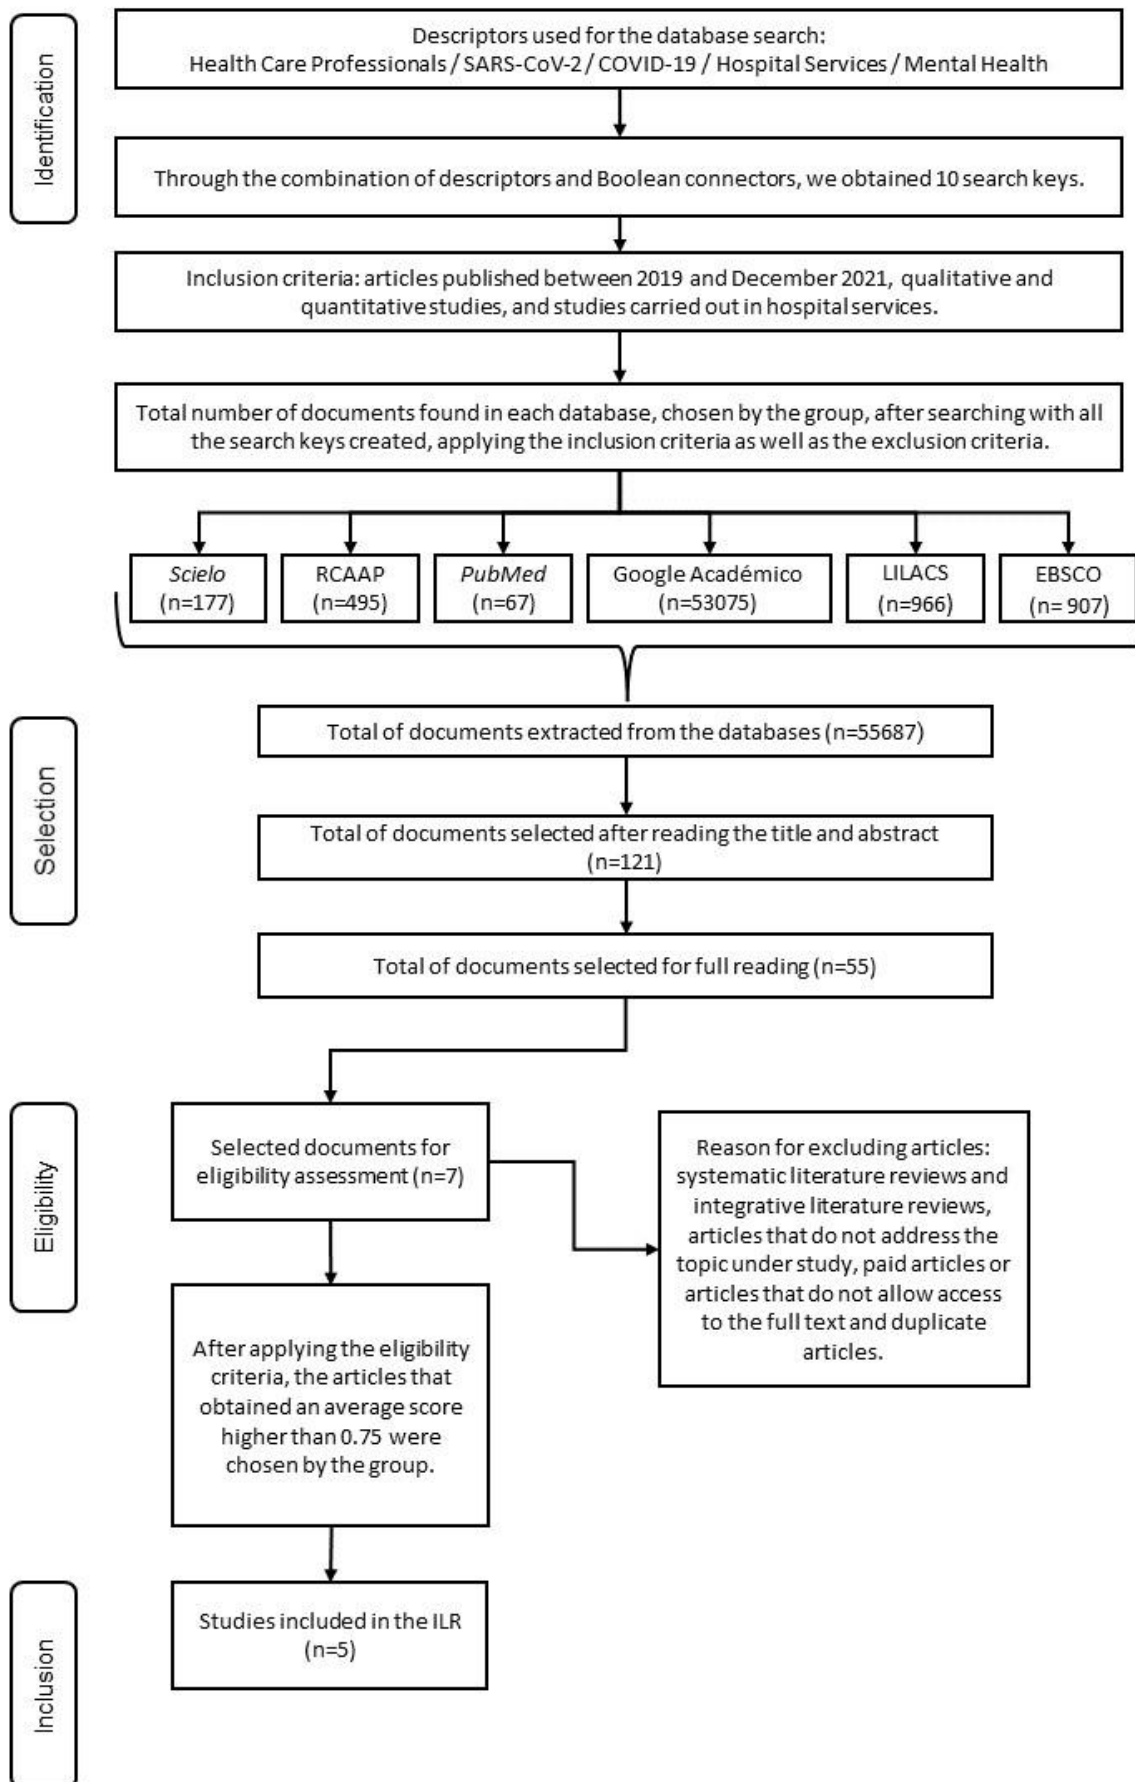 Identification
Descriptors used for the database search:
Health Care Professionals / SARS-CoV-2 / COVID-19 / Hospital Services / Mental Health
Through the combination of descriptors and Boolean connectors, we obtained 10 search keys.
Inclusion criteria: articles published between 2019 and December 2021, qualitative and
quantitative studies, and studies carried out in hospital services.
Total number of documents found in each database, chosen by the group, after searching with all
the search keys created, applying the inclusion criteria as well as the exclusion criteria.
Scielo
(n=177)
RCAAP
(n=495)
PubMed
(n=67)
Google Académico
(n=53075)
LILACS
(n=966)
EBSCO
(n= 907)
Selection
Total of documents extracted from the databases (n=55687)
Total of documents selected after reading the title and abstract
(n=121)
Total of documents selected for full reading (n=55)
Eligibility
Selected documents for
eligibility assessment (n=7)
Reason for excluding articles:
systematic literature reviews and
integrative literature reviews,
articles that do not address the
topic under study, paid articles or
articles that do not allow access
to the full text and duplicate
articles.
After applying the eligibility
criteria, the articles that
obtained an average score
higher than 0.75 were
chosen by the group.
Inclusion
Studies included in the ILR
(n=5)